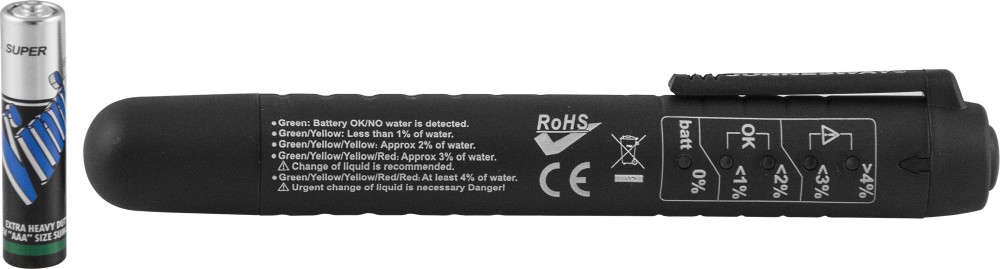 SUPER
EXTRA HEAVY DUTY
"AAA" SIZE
• Green: Battery OK/NO water is detected.
• Green/Yellow: Less than 1% of water.
• Green/Yellow/Yellow: Approx 2% of water.
• Green/Yellow/Yellow/Red: Approx 3% of water.
⚠ Change of liquid is recommended.
• Green/Yellow/Yellow/Red/Red: At least 4% of water.
⚠ Urgent change of liquid is necessary Danger!
RoHS
CE
batt
OK
0%
<1%
<2%
<3%
>4%